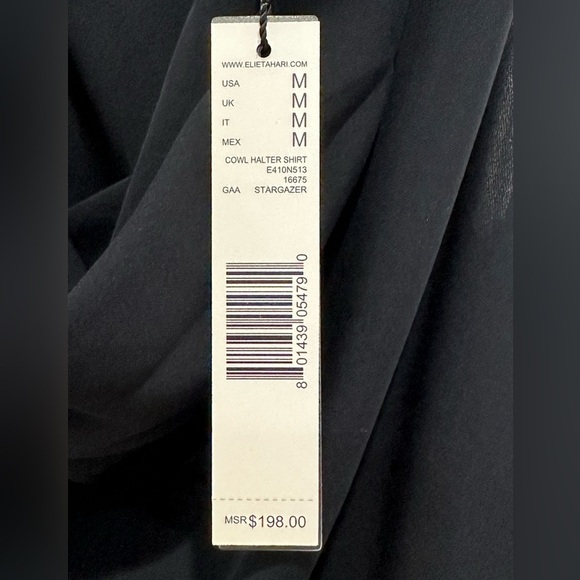 WWW.ELIETAHARI.COM
USA M
UK M
IT M
MEX M
COWL HALTER SHIRT
E410N513
16675
GAA STARGAZER
8 01439 05479 0
MSR $198.00